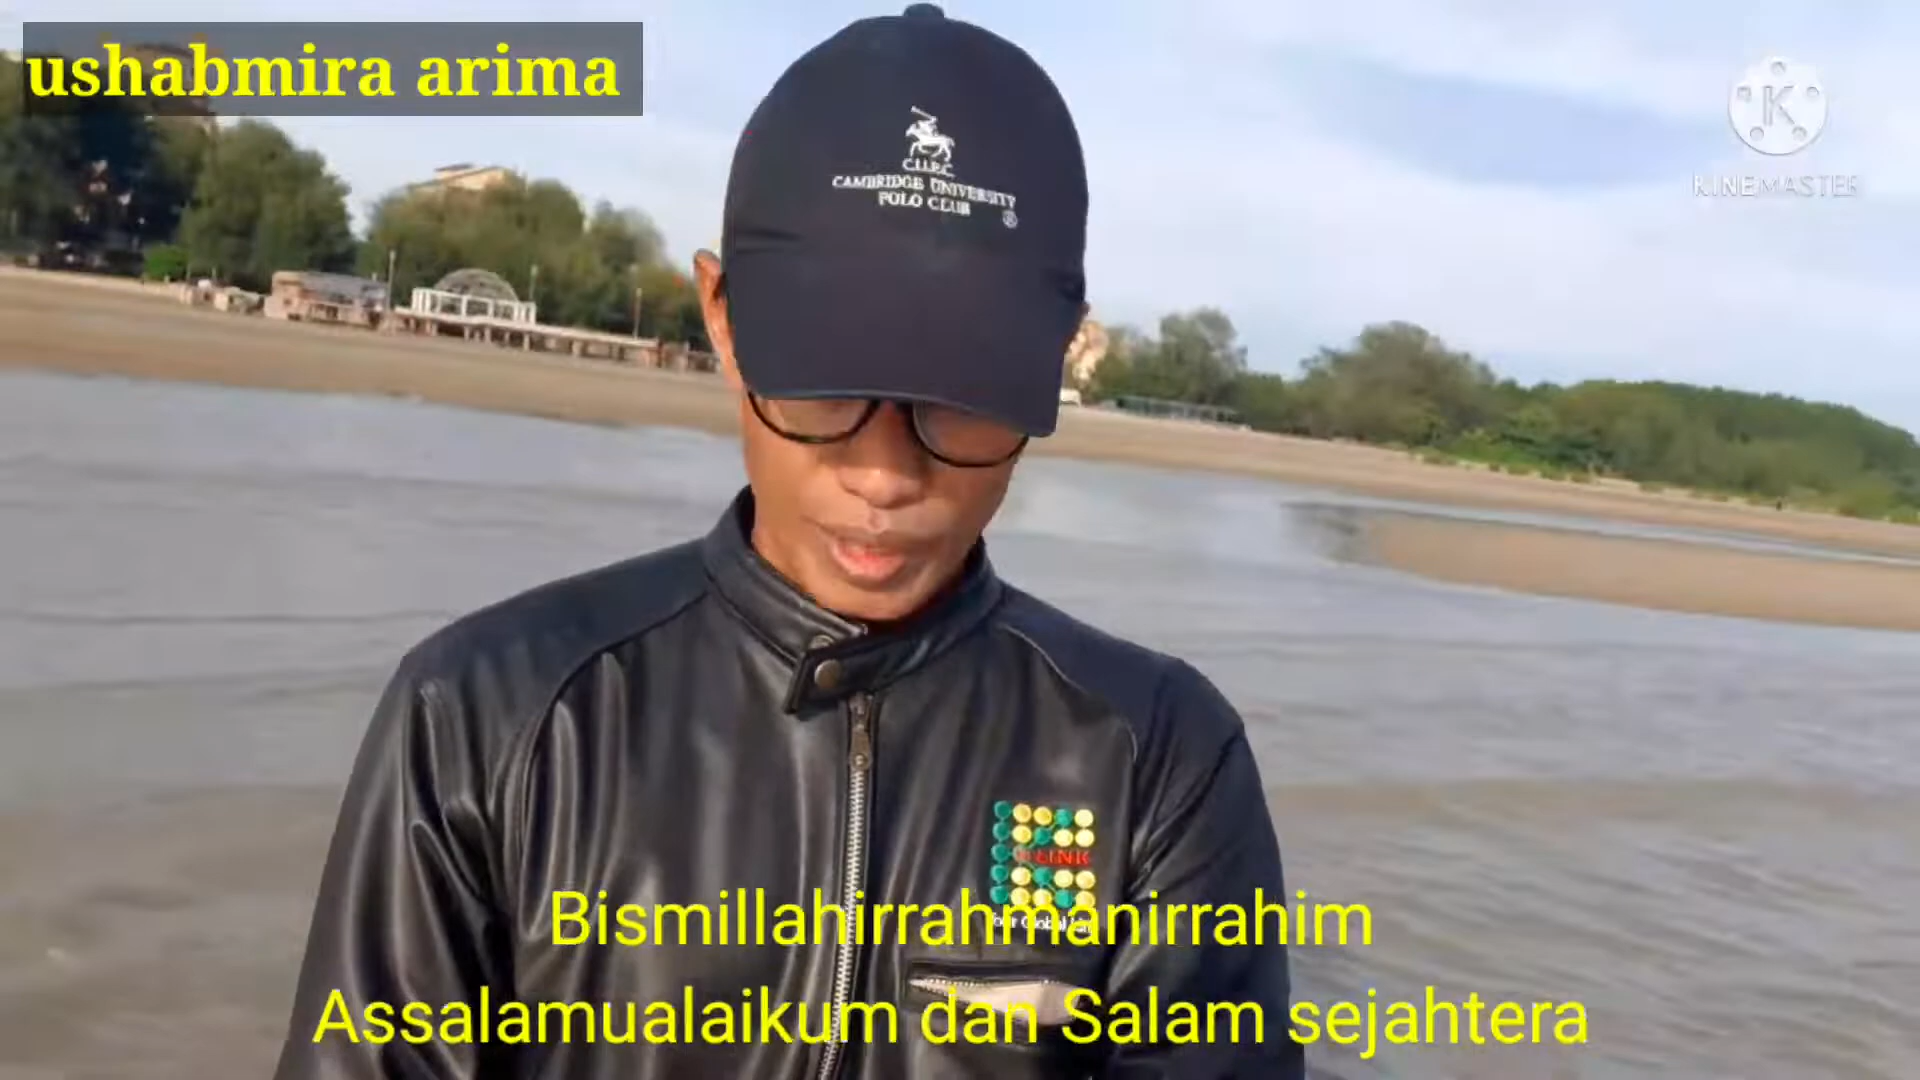 ushabmira arima
K
KINEMASTER
C.U.P.C
CAMBRIDGE UNIVERSITY
POLO CLUB
®
Bismillahirrahmanirrahim
Assalamualaikum dan Salam sejahtera